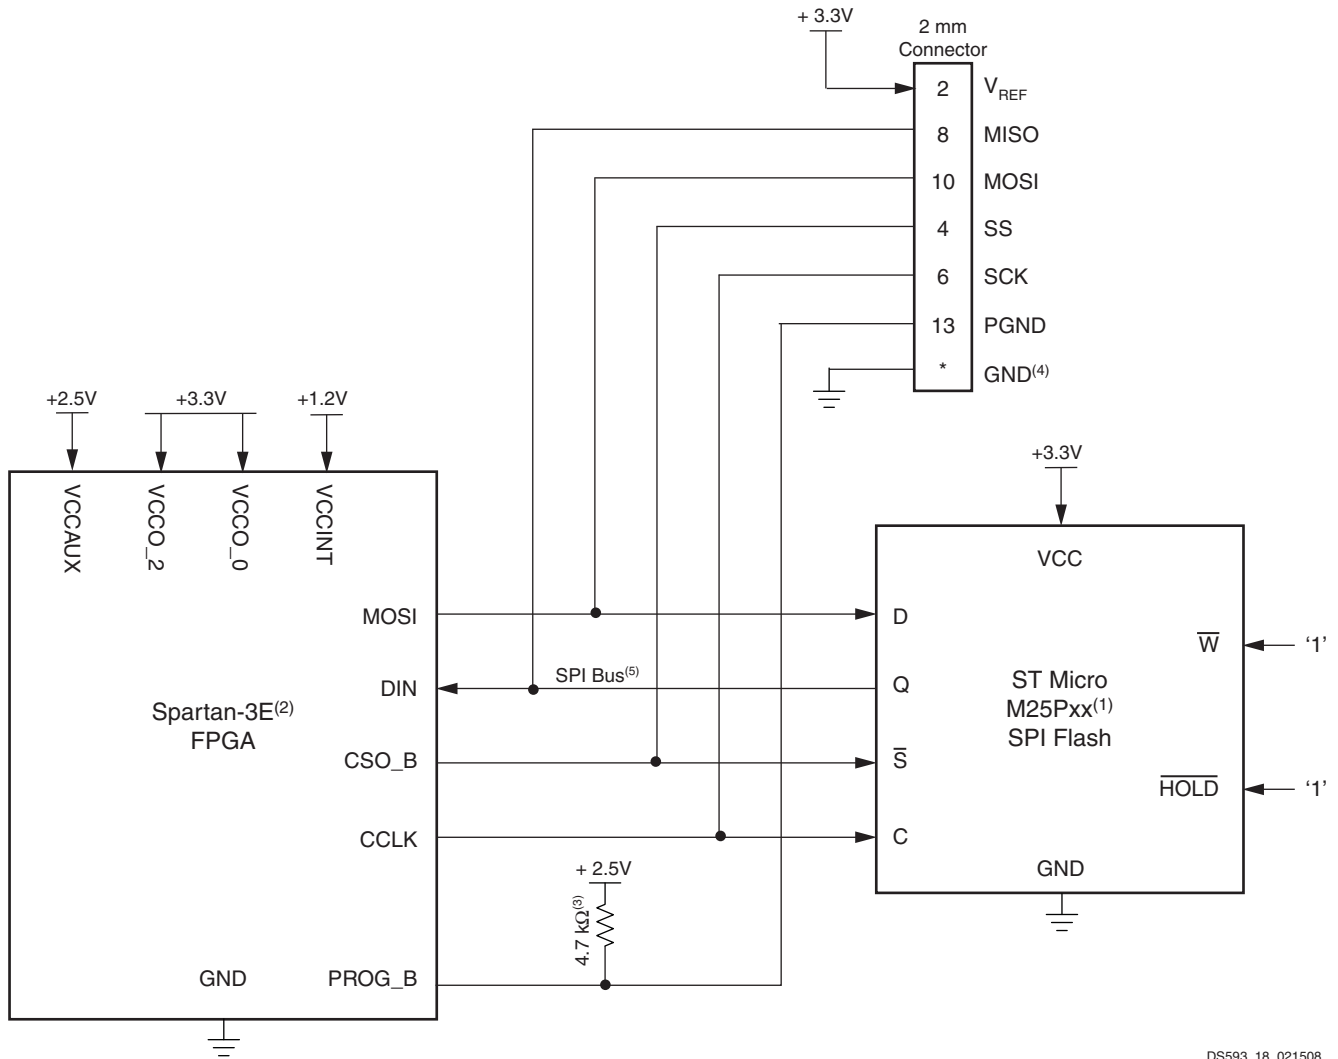 + 3.3V
2 mm
Connector
2 VREF
8 MISO
10 MOSI
4 SS
6 SCK
13 PGND
* GND(4)
+2.5V
+3.3V
+1.2V
VCCAUX
VCCO_2
VCCO_0
VCCINT
+3.3V
VCC
MOSI
D
W
‘1’
DIN
SPI Bus(5)
Q
Spartan-3E(2)
FPGA
ST Micro
M25Pxx(1)
SPI Flash
CSO_B
S
HOLD
‘1’
CCLK
C
+ 2.5V
4.7 kΩ(3)
GND
GND
PROG_B
DS593_18_021508